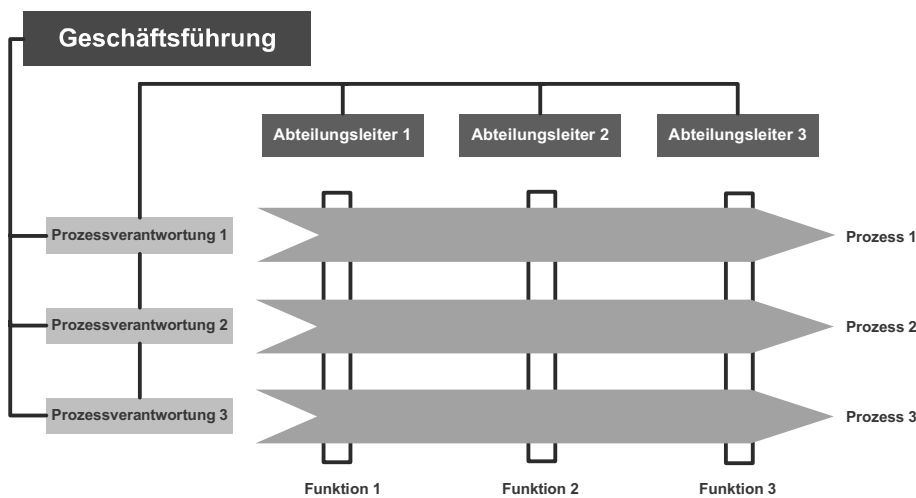 Geschäftsführung
Abteilungsleiter 1
Abteilungsleiter 2
Abteilungsleiter 3
Prozessverantwortung 1
Prozess 1
Prozessverantwortung 2
Prozess 2
Prozessverantwortung 3
Prozess 3
Funktion 1
Funktion 2
Funktion 3